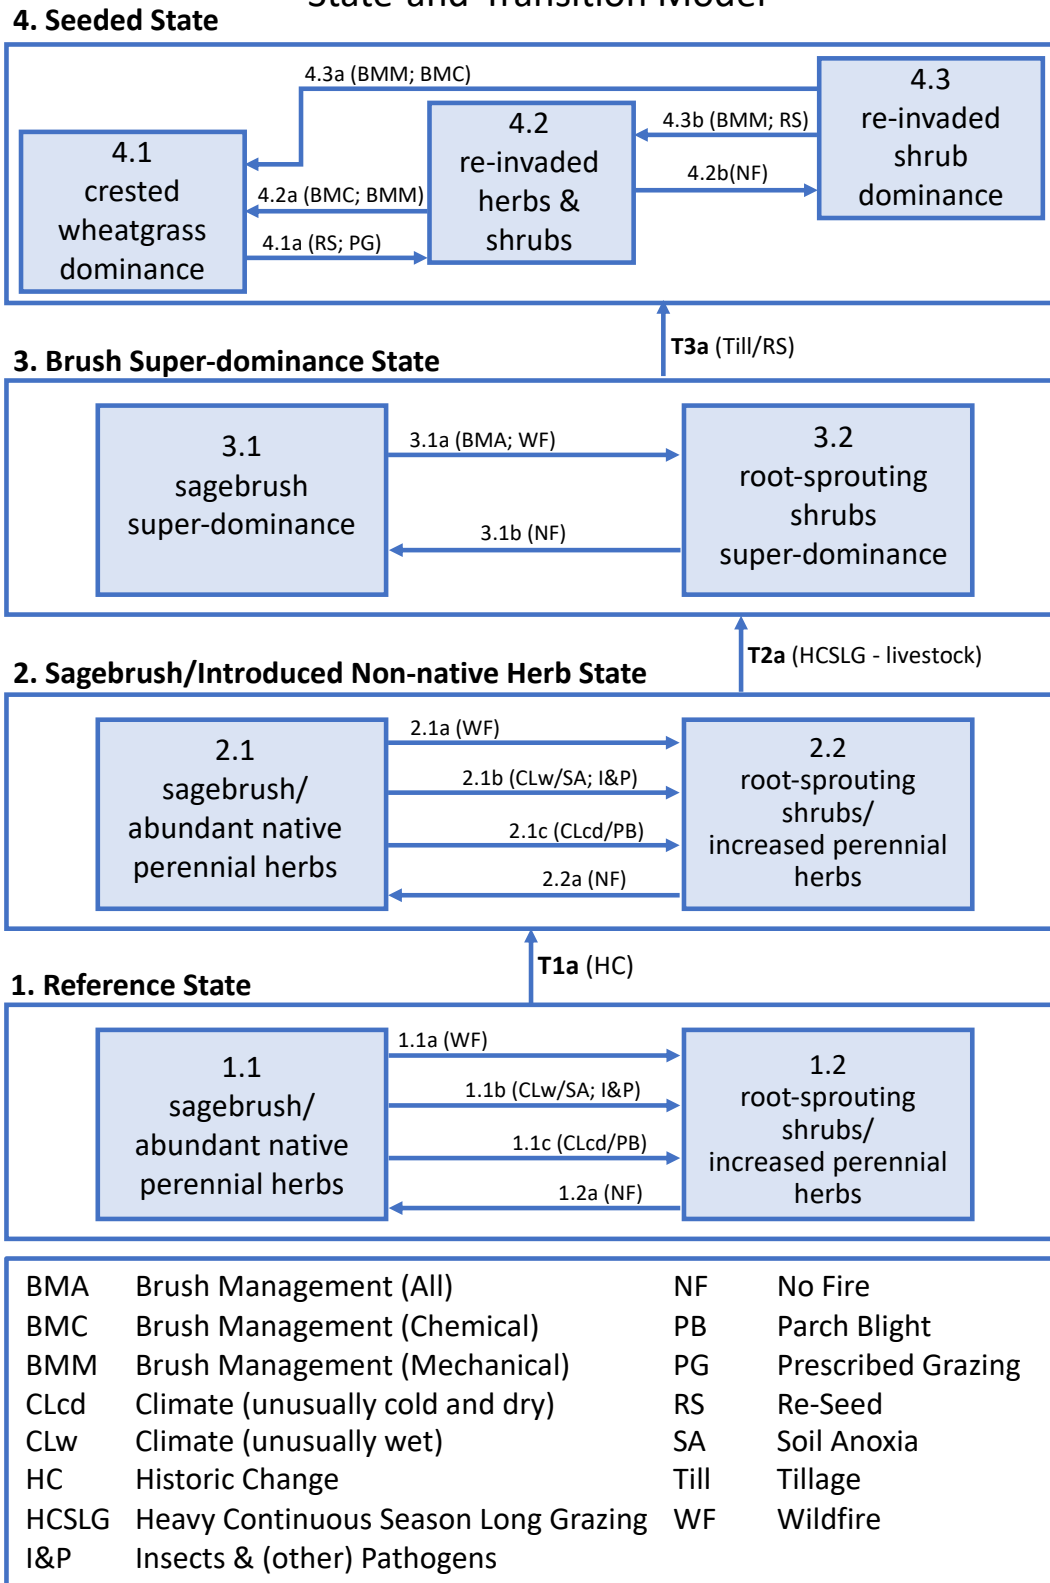 State and Transition Model
4. Seeded State
4.3a (BMM; BMC)
4.1
crested
wheatgrass
dominance
4.2a (BMC; BMM)
4.1a (RS; PG)
4.2
re-invaded
herbs &
shrubs
4.3b (BMM; RS)
4.2b(NF)
4.3
re-invaded
shrub
dominance
T3a (Till/RS)
3. Brush Super-dominance State
3.1
sagebrush
super-dominance
3.1a (BMA; WF)
3.1b (NF)
3.2
root-sprouting
shrubs
super-dominance
T2a (HCSLG - livestock)
2. Sagebrush/Introduced Non-native Herb State
2.1
sagebrush/
abundant native
perennial herbs
2.1a (WF)
2.1b (CLw/SA; I&P)
2.1c (CLcd/PB)
2.2a (NF)
2.2
root-sprouting
shrubs/
increased perennial
herbs
T1a (HC)
1. Reference State
1.1
sagebrush/
abundant native
perennial herbs
1.1a (WF)
1.1b (CLw/SA; I&P)
1.1c (CLcd/PB)
1.2a (NF)
1.2
root-sprouting
shrubs/
increased perennial
herbs
BMA Brush Management (All)
BMC Brush Management (Chemical)
BMM Brush Management (Mechanical)
CLcd Climate (unusually cold and dry)
CLw Climate (unusually wet)
HC Historic Change
HCSLG Heavy Continuous Season Long Grazing
I&P Insects & (other) Pathogens
NF No Fire
PB Parch Blight
PG Prescribed Grazing
RS Re-Seed
SA Soil Anoxia
Till Tillage
WF Wildfire